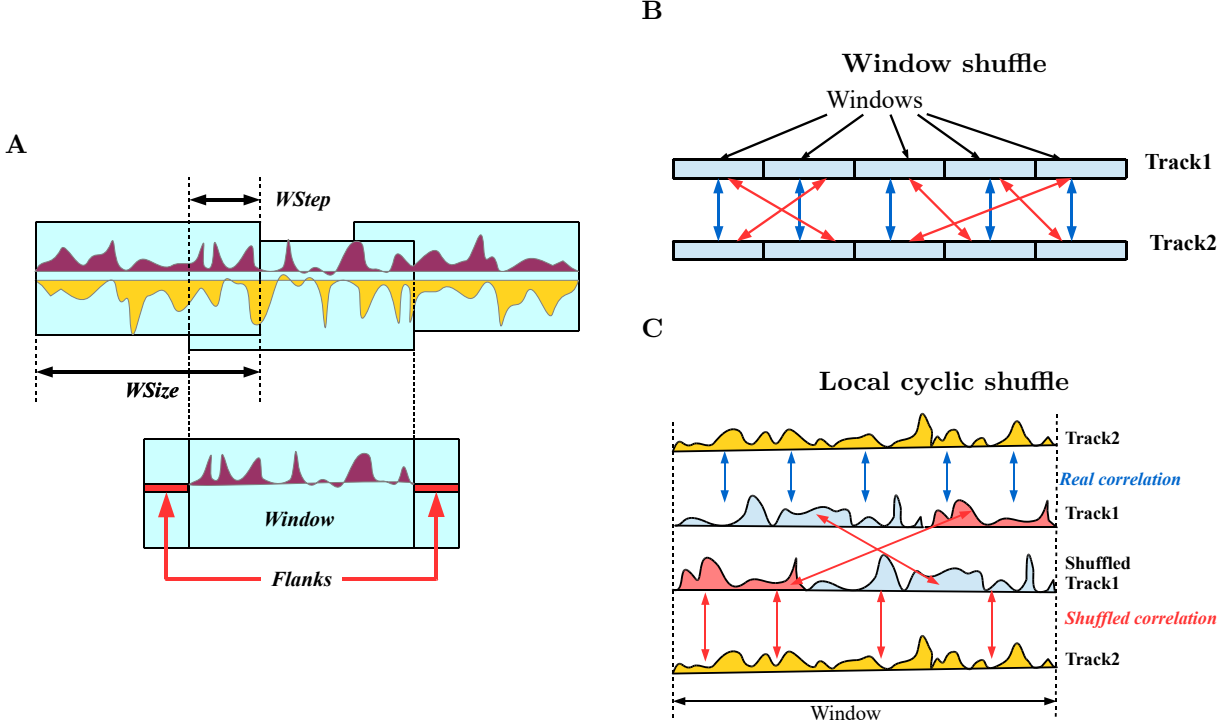 A
WStep
WSize
Window
Flanks
B
Window shuffle
Windows
Track1
Track2
C
Local cyclic shuffle
Track2
Real correlation
Track1
Shuffled
Track1
Shuffled correlation
Track2
Window